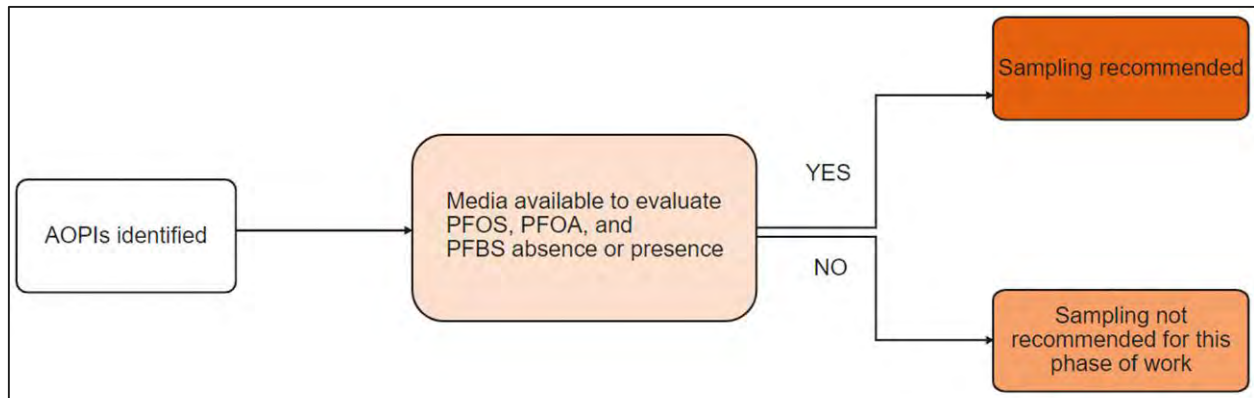 AOPIs identified
Media available to evaluate
PFOS, PFOA, and
PFBS absence or presence
YES
NO
Sampling recommended
Sampling not
recommended for this
phase of work